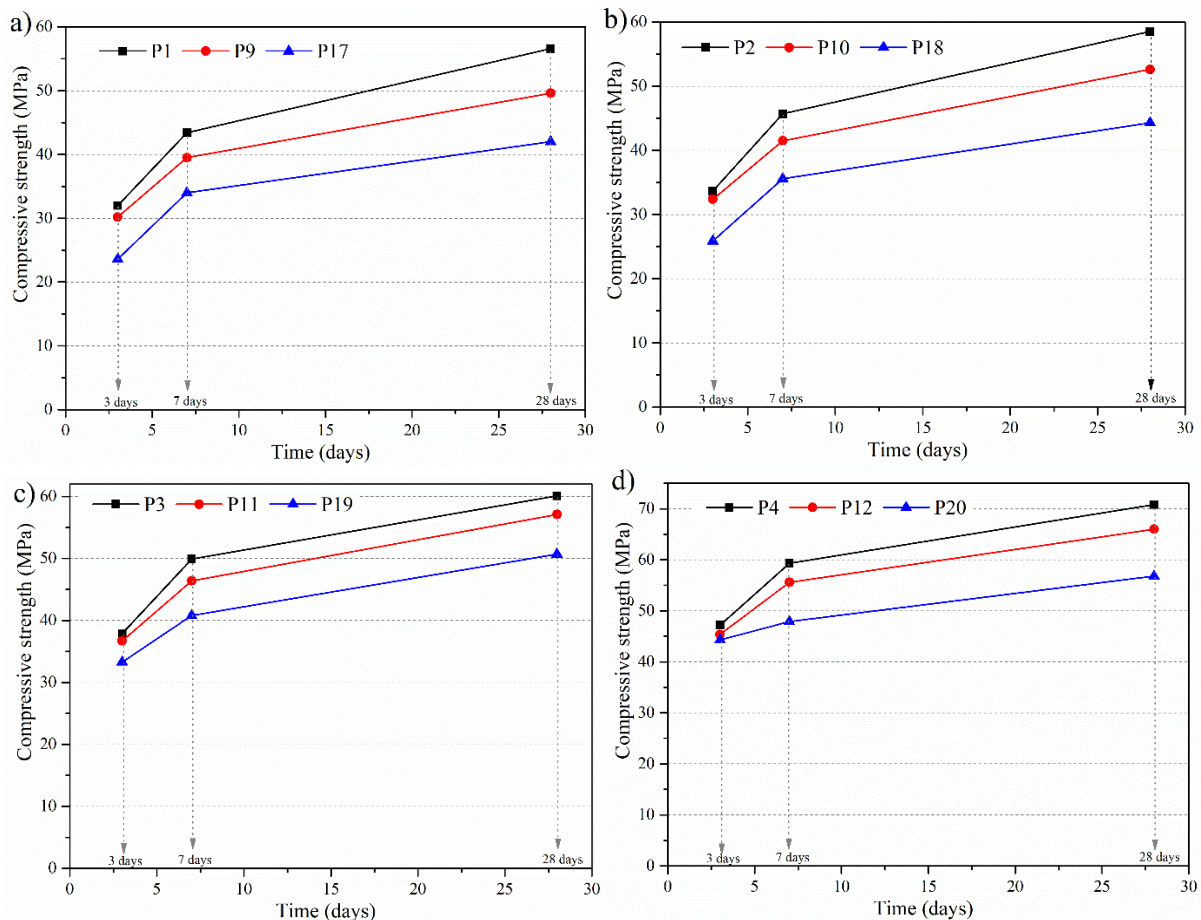 a)
P1 P9 P17
Compressive strength (MPa)
60
50
40
30
20
10
0
3 days 7 days 28 days
0 5 10 15 20 25 30
Time (days)
b)
P2 P10 P18
Compressive strength (MPa)
60
50
40
30
20
10
0
3 days 7 days 28 days
0 5 10 15 20 25 30
Time (days)
c)
P3 P11 P19
Compressive strength (MPa)
60
50
40
30
20
10
0
3 days 7 days 28 days
0 5 10 15 20 25 30
Time (days)
d)
P4 P12 P20
Compressive strength (MPa)
70
60
50
40
30
20
10
0
3 days 7 days 28 days
0 5 10 15 20 25 30
Time (days)